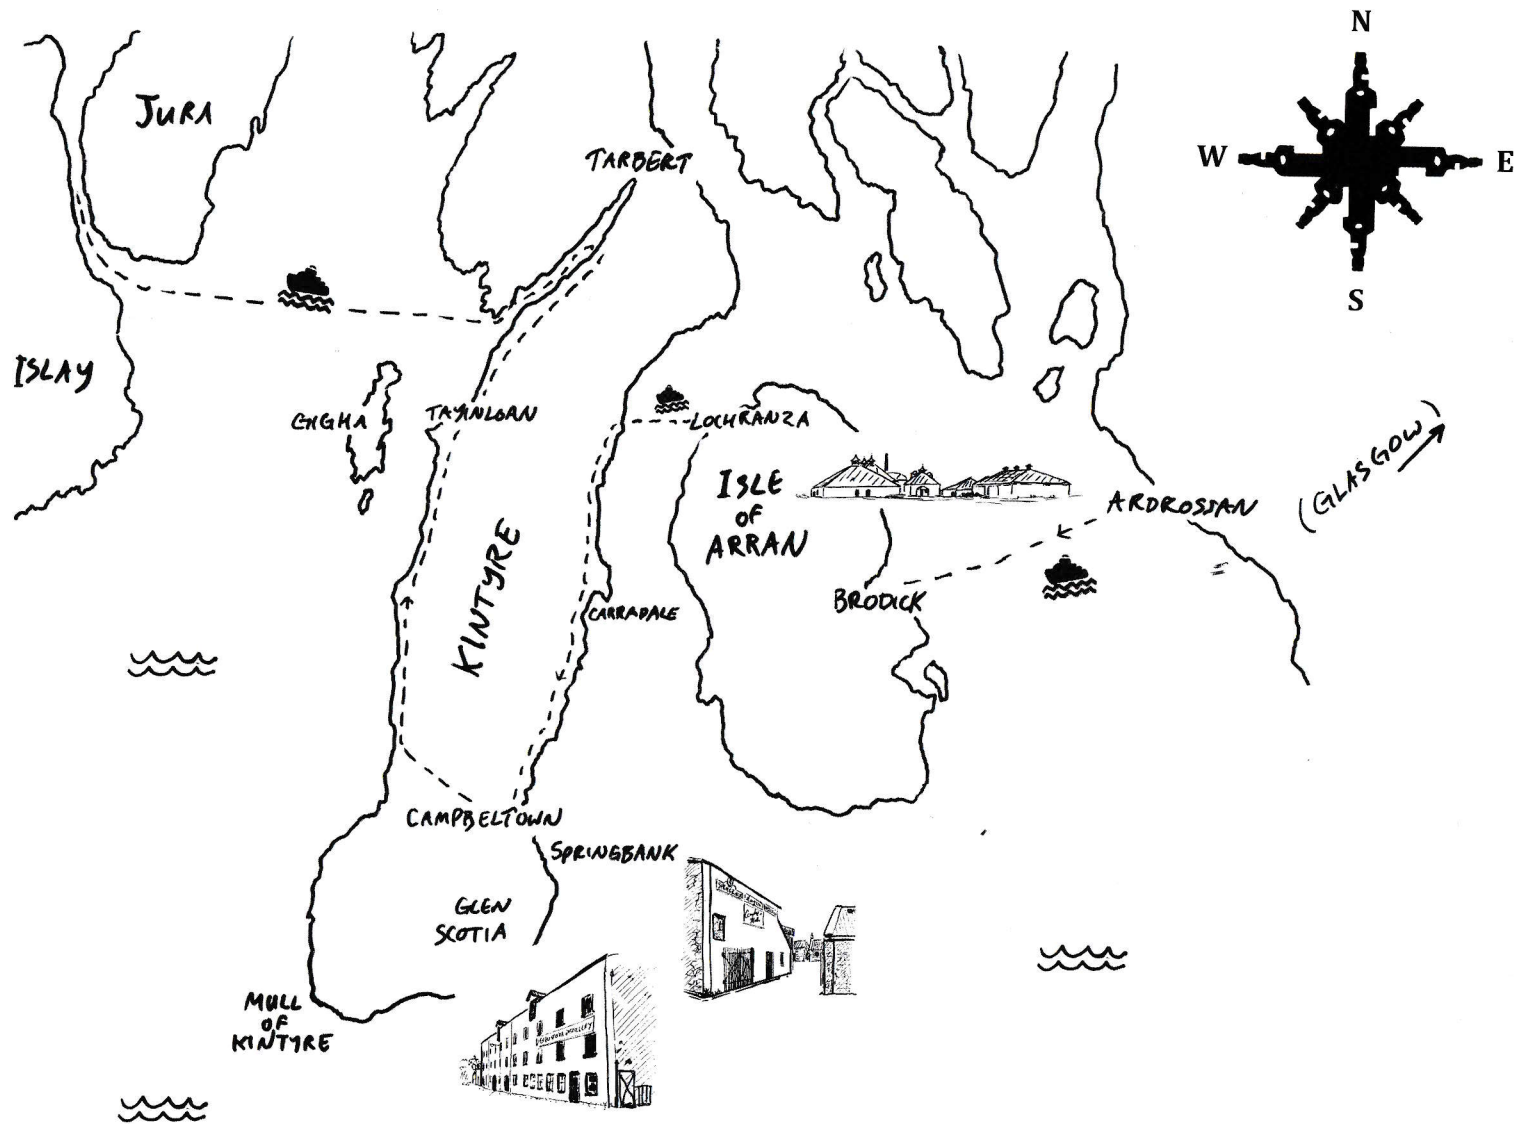 N
JURA
TARBERT
W
E
S
ISLAY
GIGHA
TAYINLOAN
LOCHRANZA
(GLASGOW)
ISLE
OF
ARRAN
ARDROSSAN
KINTYRE
BRODICK
CARRADALE
CAMPBELTOWN
SPRINGBANK
GLEN
SCOTIA
MULL
OF
KINTYRE